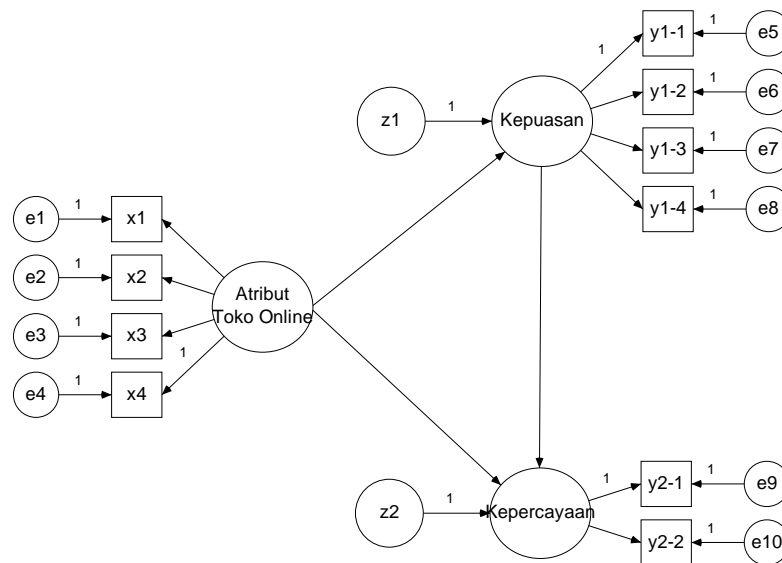 1
y1-1
1
e5
1
y1-2
1
e6
z1
1
Kepuasan
y1-3
1
e7
y1-4
1
e8
e1
1
x1
e2
1
x2
Atribut
Toko Online
e3
1
x3
1
e4
1
x4
z2
1
Kepercayaan
1
y2-1
1
e9
y2-2
1
e10